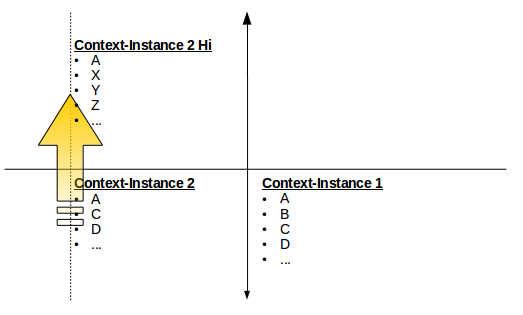 Context-Instance 2 Hi
• A
• X
• Y
• Z
• ...
Context-Instance 2
• A
• C
• D
• ...
Context-Instance 1
• A
• B
• C
• D
• ...